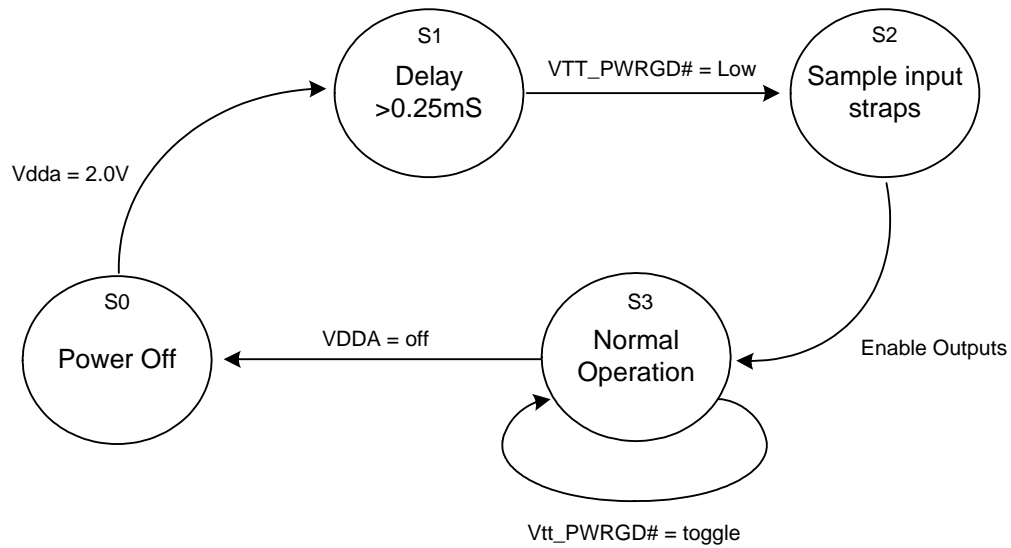 S1
Delay
>0.25mS
VTT_PWRGD# = Low
S2
Sample input
straps
Vdda = 2.0V
S0
Power Off
VDDA = off
S3
Normal
Operation
Enable Outputs
Vtt_PWRGD# = toggle